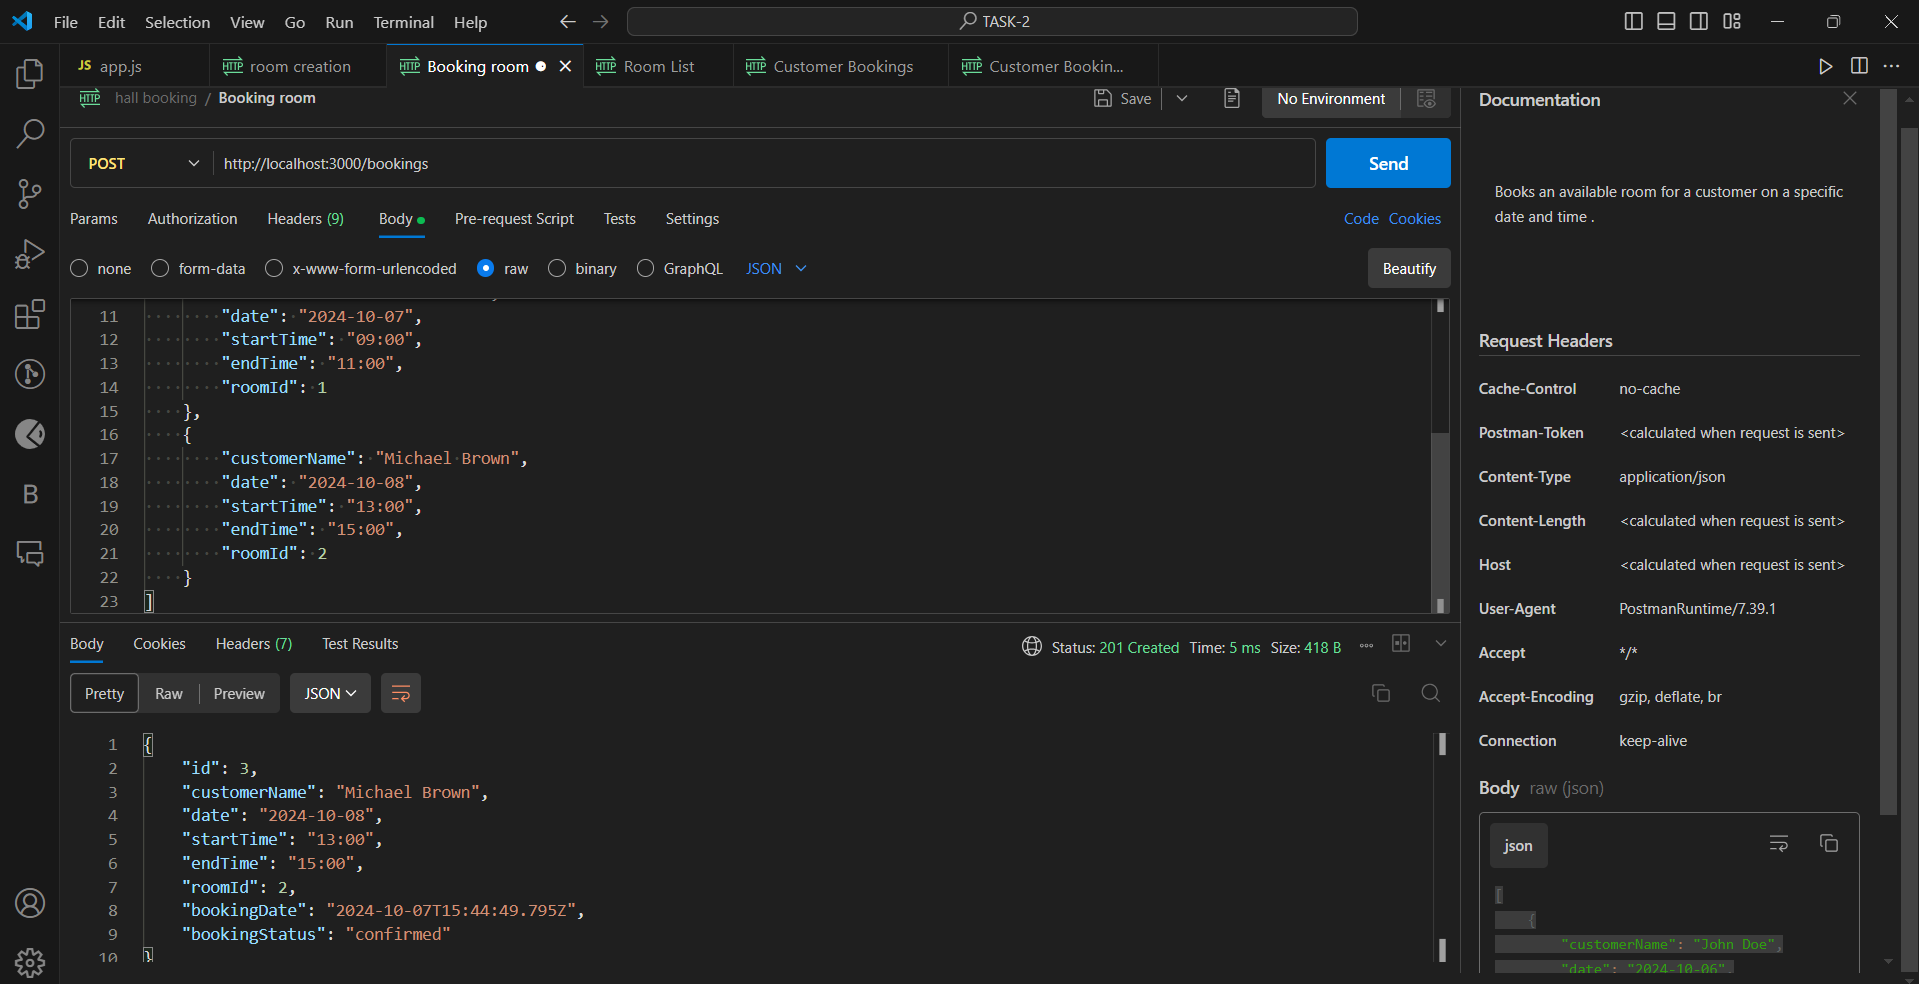 File Edit Selection View Go Run Terminal Help
TASK-2
JS app.js
HTTP room creation
HTTP Booking room
HTTP Room List
HTTP Customer Bookings
HTTP Customer Bookin...
HTTP hall booking / Booking room
Save
No Environment
POST
http://localhost:3000/bookings
Send
Params Authorization Headers (9) Body Pre-request Script Tests Settings
Code Cookies
none form-data x-www-form-urlencoded raw binary GraphQL JSON
Beautify
11 "date": "2024-10-07",
12 "startTime": "09:00",
13 "endTime": "11:00",
14 "roomId": 1
15 },
16 {
17 "customerName": "Michael Brown",
18 "date": "2024-10-08",
19 "startTime": "13:00",
20 "endTime": "15:00",
21 "roomId": 2
22 }
23 ]
Body Cookies Headers (7) Test Results
Status: 201 Created Time: 5 ms Size: 418 B
Pretty Raw Preview JSON
1 {
2 "id": 3,
3 "customerName": "Michael Brown",
4 "date": "2024-10-08",
5 "startTime": "13:00",
6 "endTime": "15:00",
7 "roomId": 2,
8 "bookingDate": "2024-10-07T15:44:49.795Z",
9 "bookingStatus": "confirmed"
10 }
Documentation
Books an available room for a customer on a specific
date and time .
Request Headers
Cache-Control no-cache
Postman-Token <calculated when request is sent>
Content-Type application/json
Content-Length <calculated when request is sent>
Host <calculated when request is sent>
User-Agent PostmanRuntime/7.39.1
Accept */*
Accept-Encoding gzip, deflate, br
Connection keep-alive
Body raw (json)
json
[
{
"customerName": "John Doe",
"date": "2024-10-06",
B